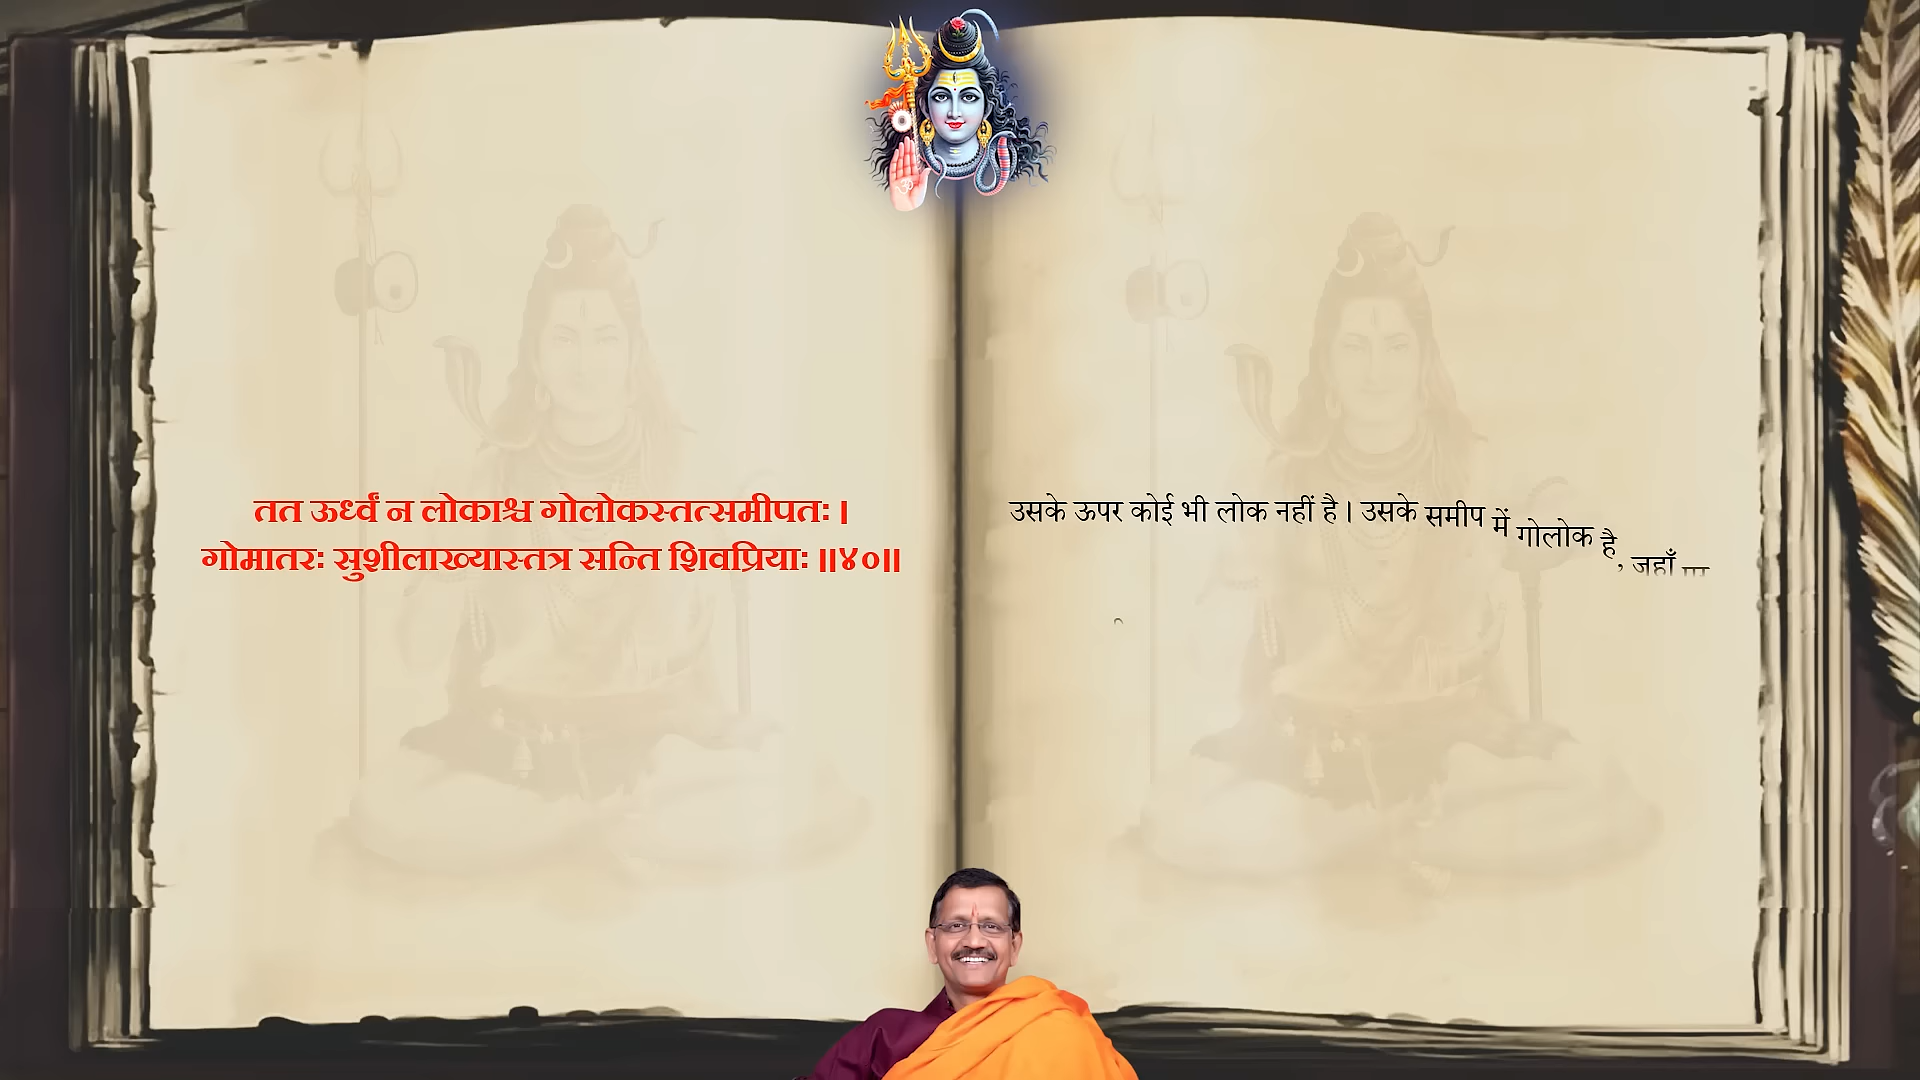 तत ऊर्ध्वं न लोकाश्च गोलोकस्तत्समीपतः ।
गोमातरः सुशीलाख्यास्तत्र सन्ति शिवप्रियाः ॥४०॥
उसके ऊपर कोई भी लोक नहीं है । उसके समीप में गोलोक है, जहाँ